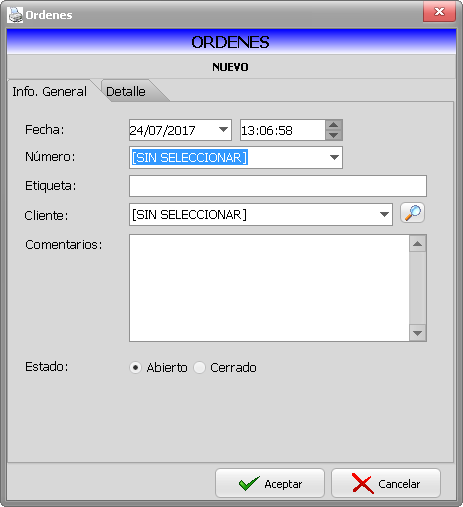 Ordenes
ORDENES
NUEVO
Info. General Detalle
Fecha: 24/07/2017 13:06:58
Número: [SIN SELECCIONAR]
Etiqueta:
Cliente: [SIN SELECCIONAR]
Comentarios:
Estado: Abierto Cerrado
Aceptar Cancelar